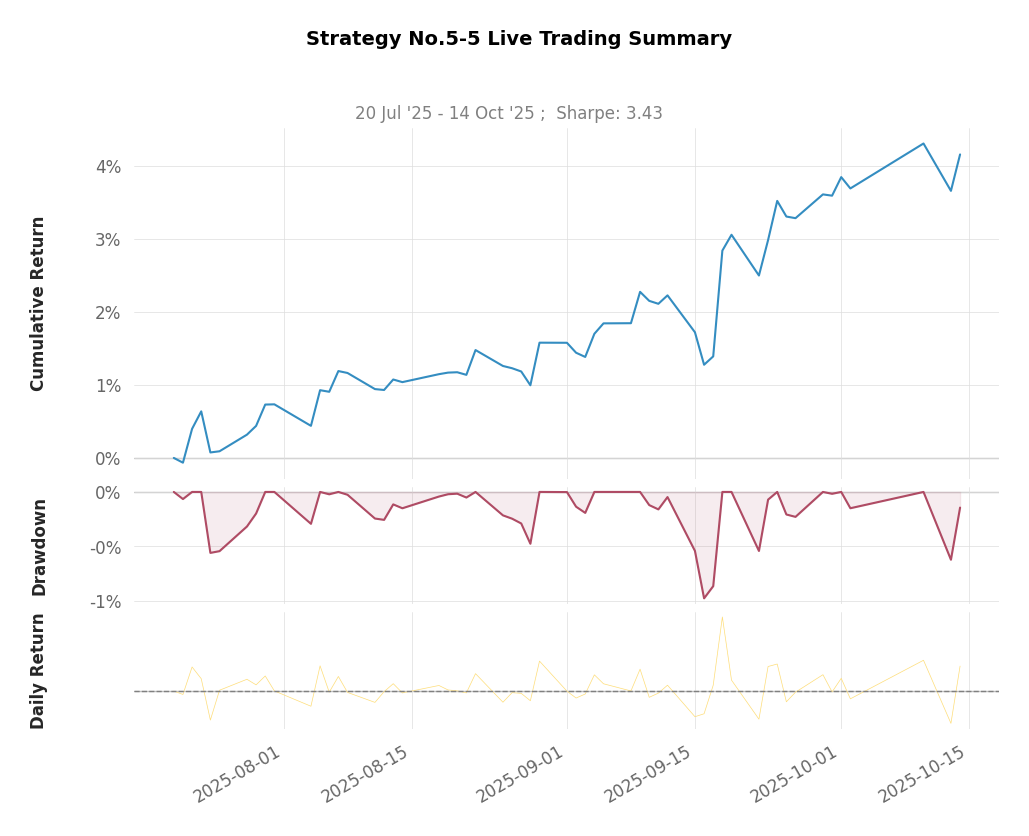 Strategy No.5-5 Live Trading Summary
20 Jul '25 - 14 Oct '25 ;  Sharpe: 3.43
Cumulative Return
4%
3%
2%
1%
0%
Drawdown
0%
-0%
-1%
Daily Return
2025-08-01
2025-08-15
2025-09-01
2025-09-15
2025-10-01
2025-10-15